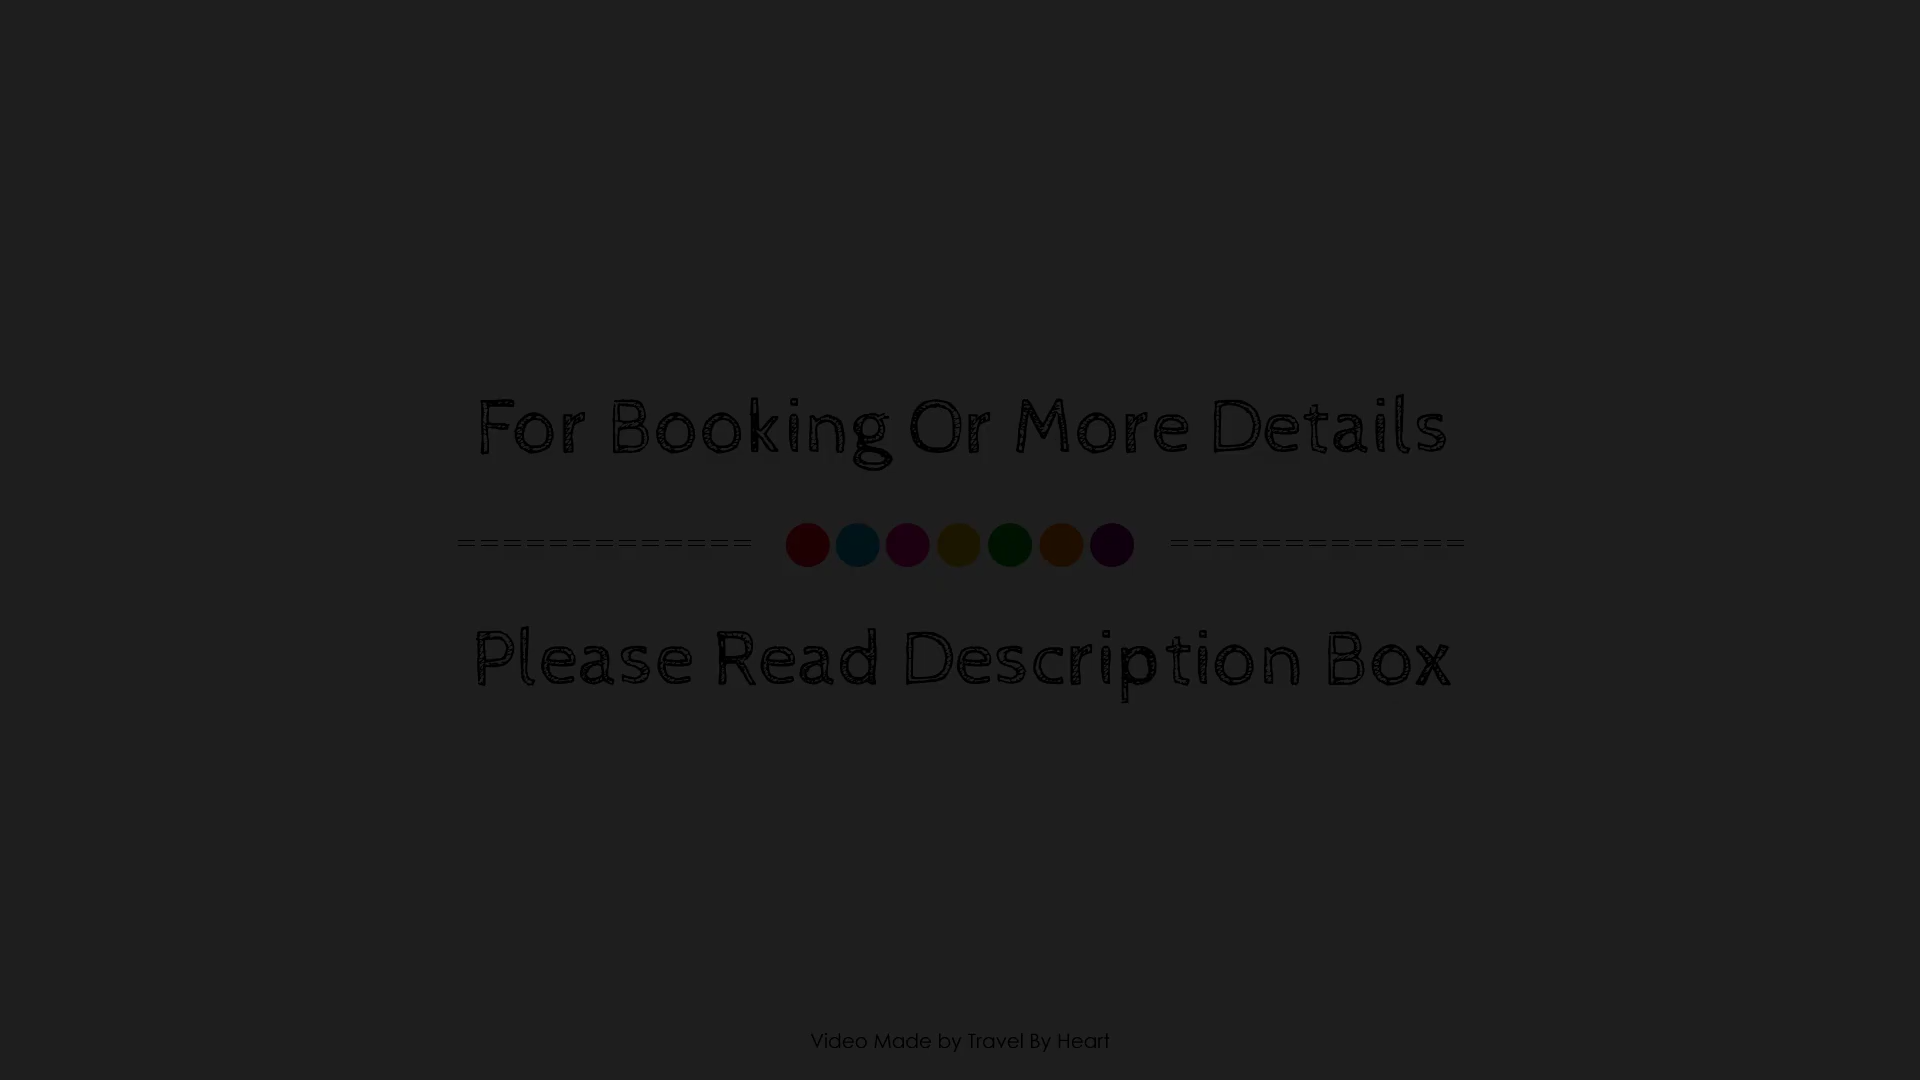 For Booking Or More Details
============= =============
Please Read Description Box
Video Made by Travel By Heart